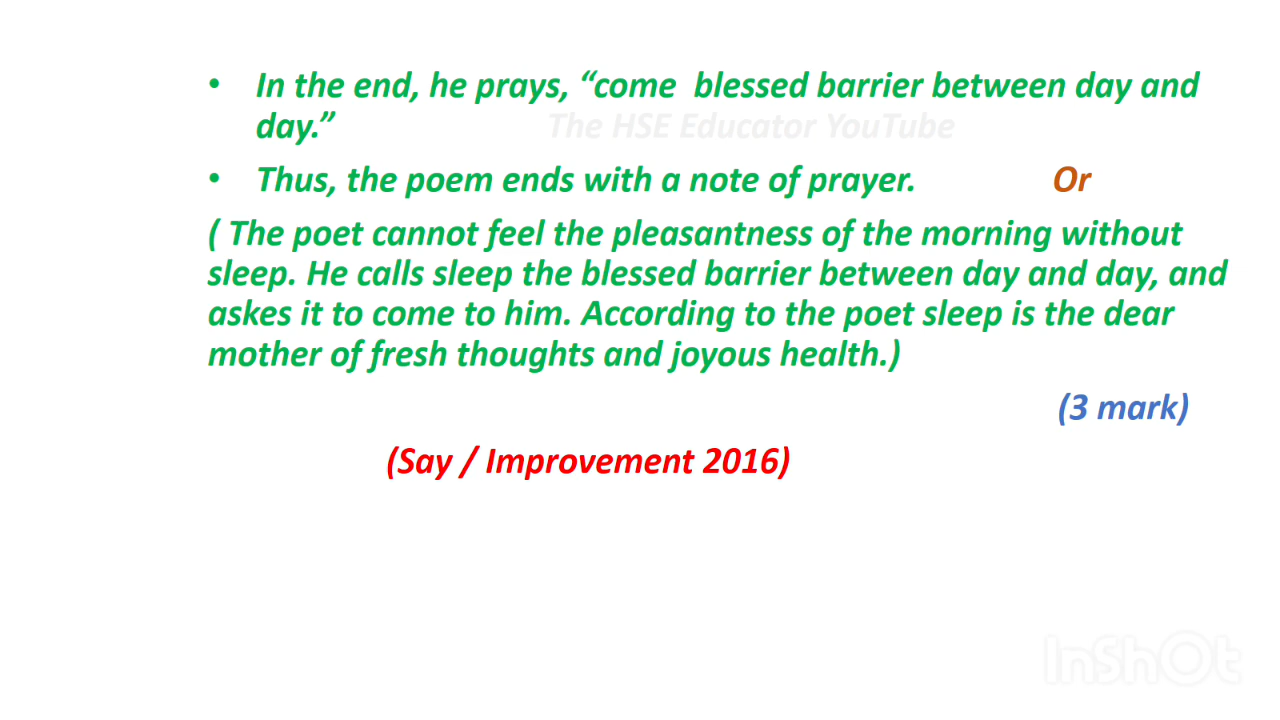 • In the end, he prays, “come blessed barrier between day and
day.”
The HSE Educator YouTube
• Thus, the poem ends with a note of prayer. Or
( The poet cannot feel the pleasantness of the morning without
sleep. He calls sleep the blessed barrier between day and day, and
askes it to come to him. According to the poet sleep is the dear
mother of fresh thoughts and joyous health.)
(3 mark)
(Say / Improvement 2016)
InShOt